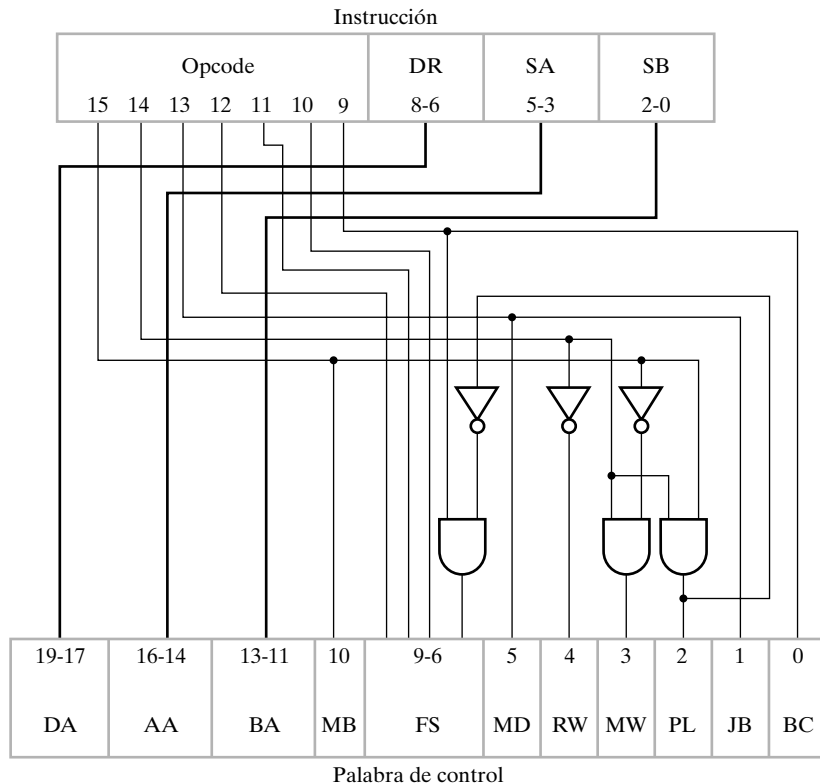 Instrucción
Opcode DR SA SB
15 14 13 12 11 10 9 8-6 5-3 2-0
19-17 16-14 13-11 10 9-6 5 4 3 2 1 0
DA AA BA MB FS MD RW MW PL JB BC
Palabra de control